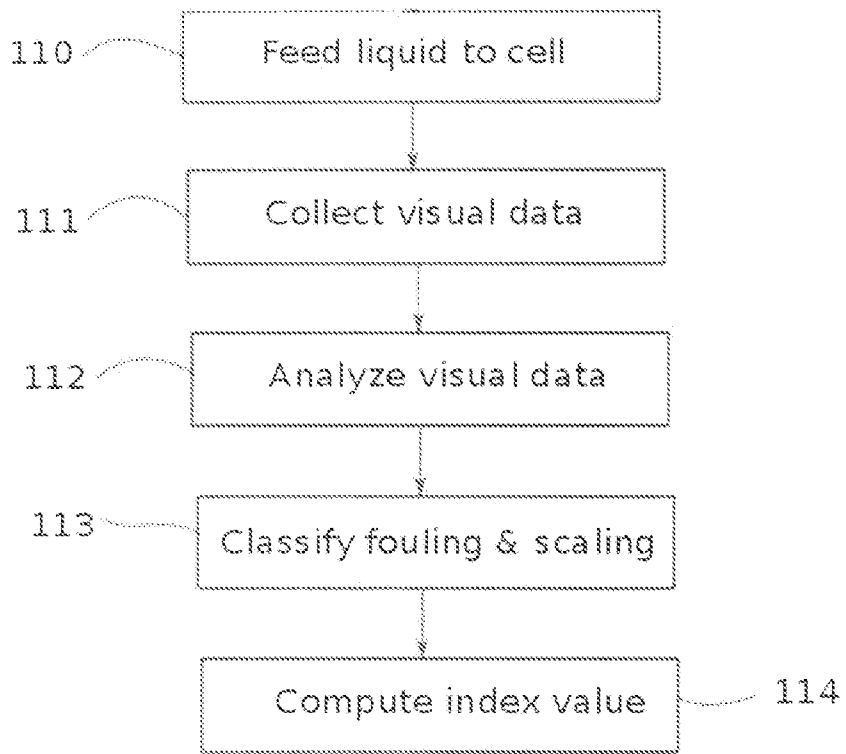 110 Feed liquid to cell
111 Collect visual data
112 Analyze visual data
113 Classify fouling & scaling
Compute index value 114